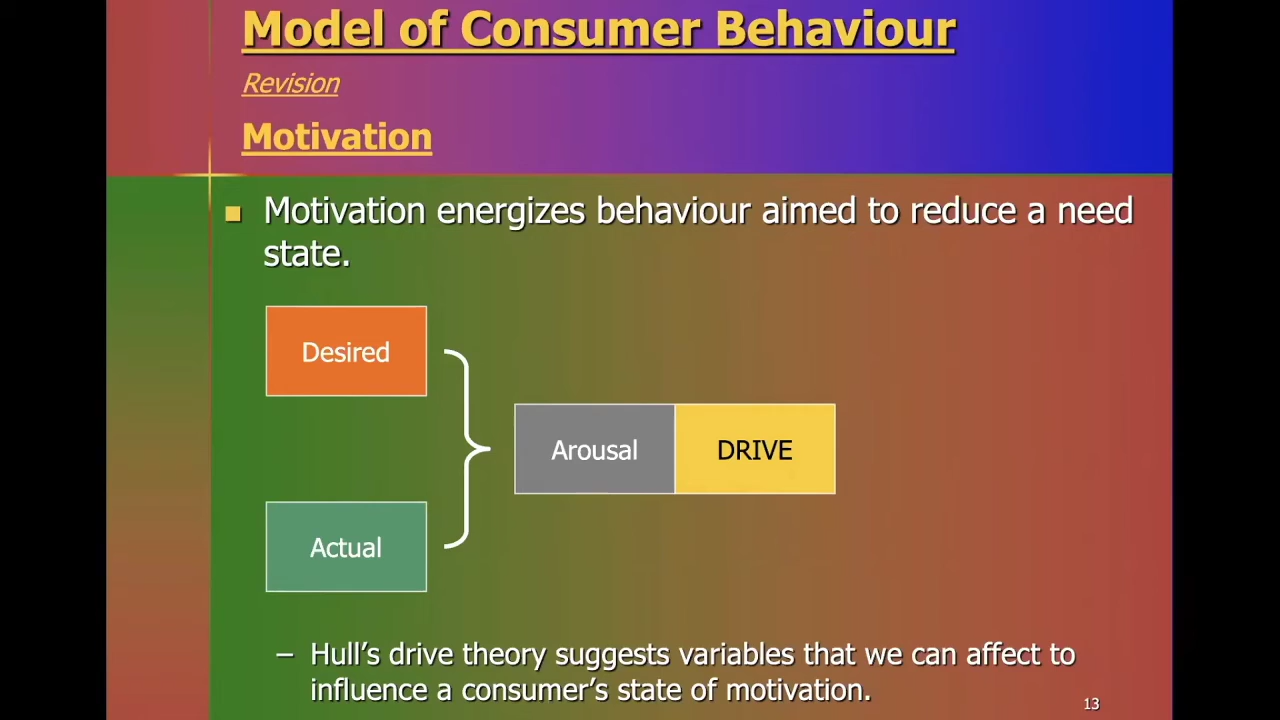 Model of Consumer Behaviour
Revision
Motivation
Motivation energizes behaviour aimed to reduce a need
state.
Desired
Arousal
DRIVE
Actual
– Hull’s drive theory suggests variables that we can affect to
influence a consumer’s state of motivation.
13